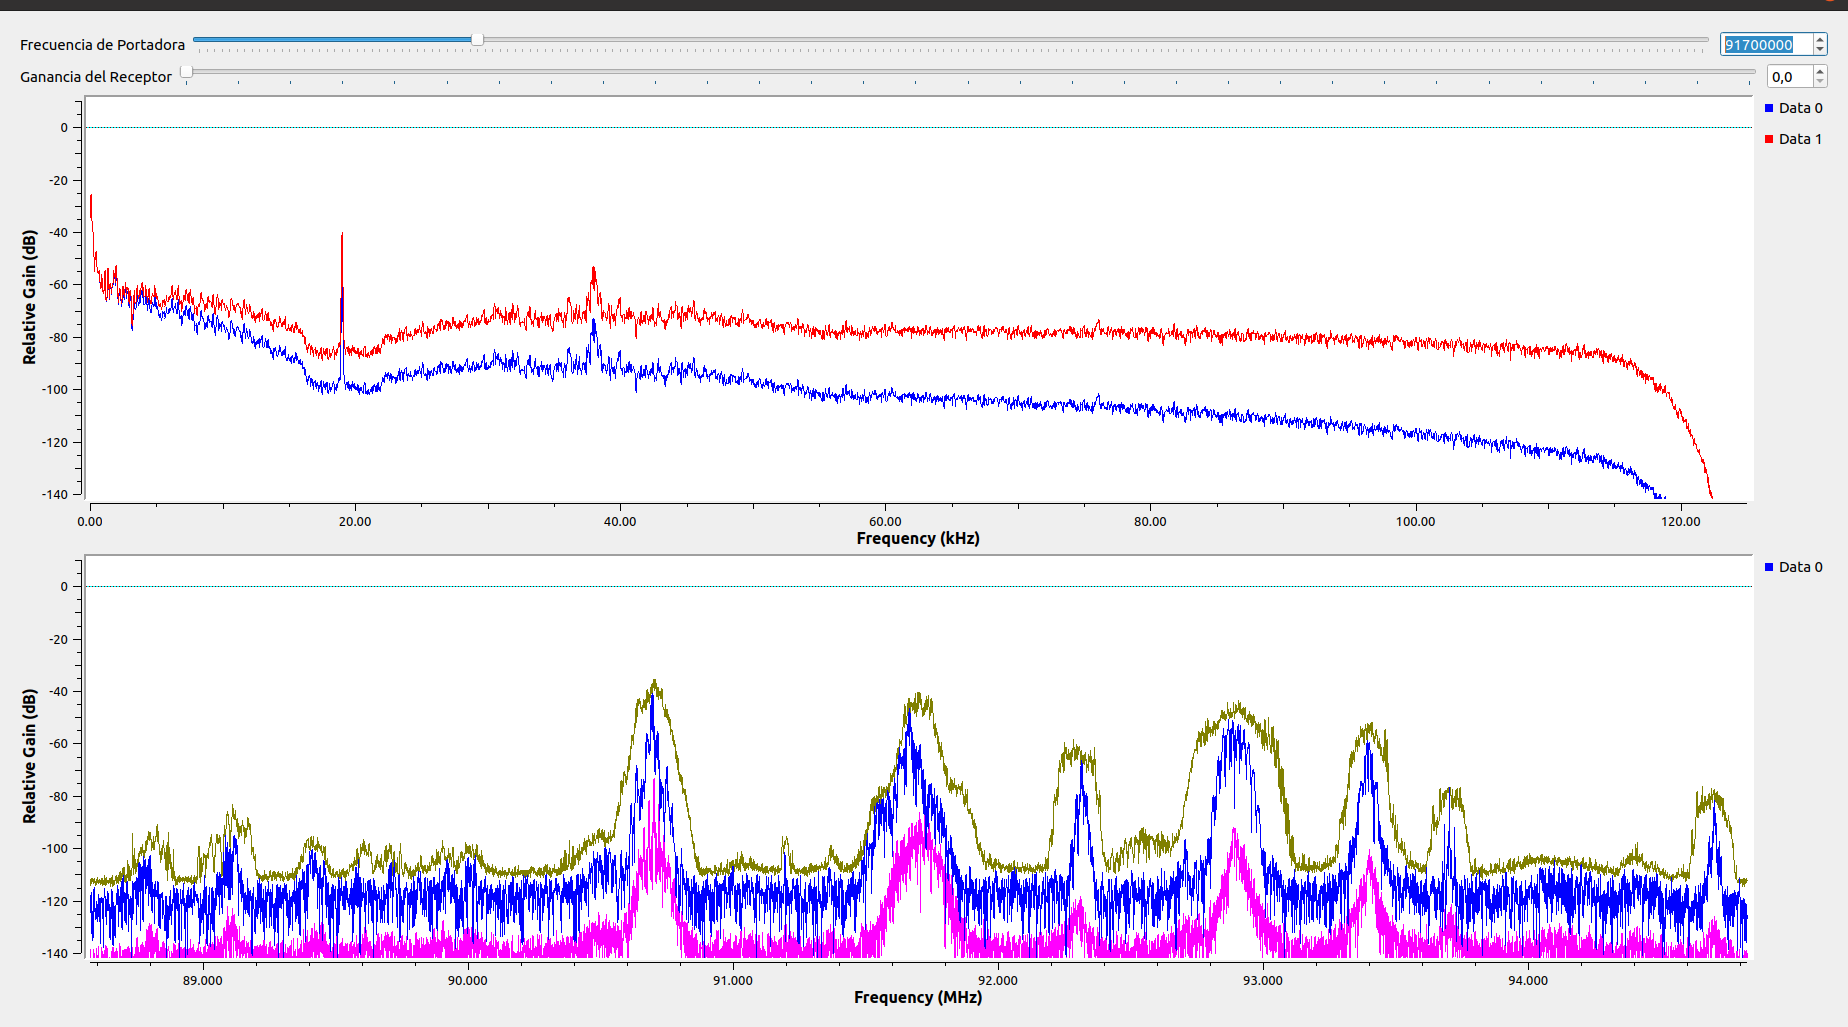 Frecuencia de Portadora 91700000
Ganancia del Receptor 0,0
Data 0
Data 1
Relative Gain (dB)
0
-20
-40
-60
-80
-100
-120
-140
0.00 20.00 40.00 60.00 80.00 100.00 120.00
Frequency (kHz)
Data 0
Relative Gain (dB)
0
-20
-40
-60
-80
-100
-120
-140
89.000 90.000 91.000 92.000 93.000 94.000
Frequency (MHz)